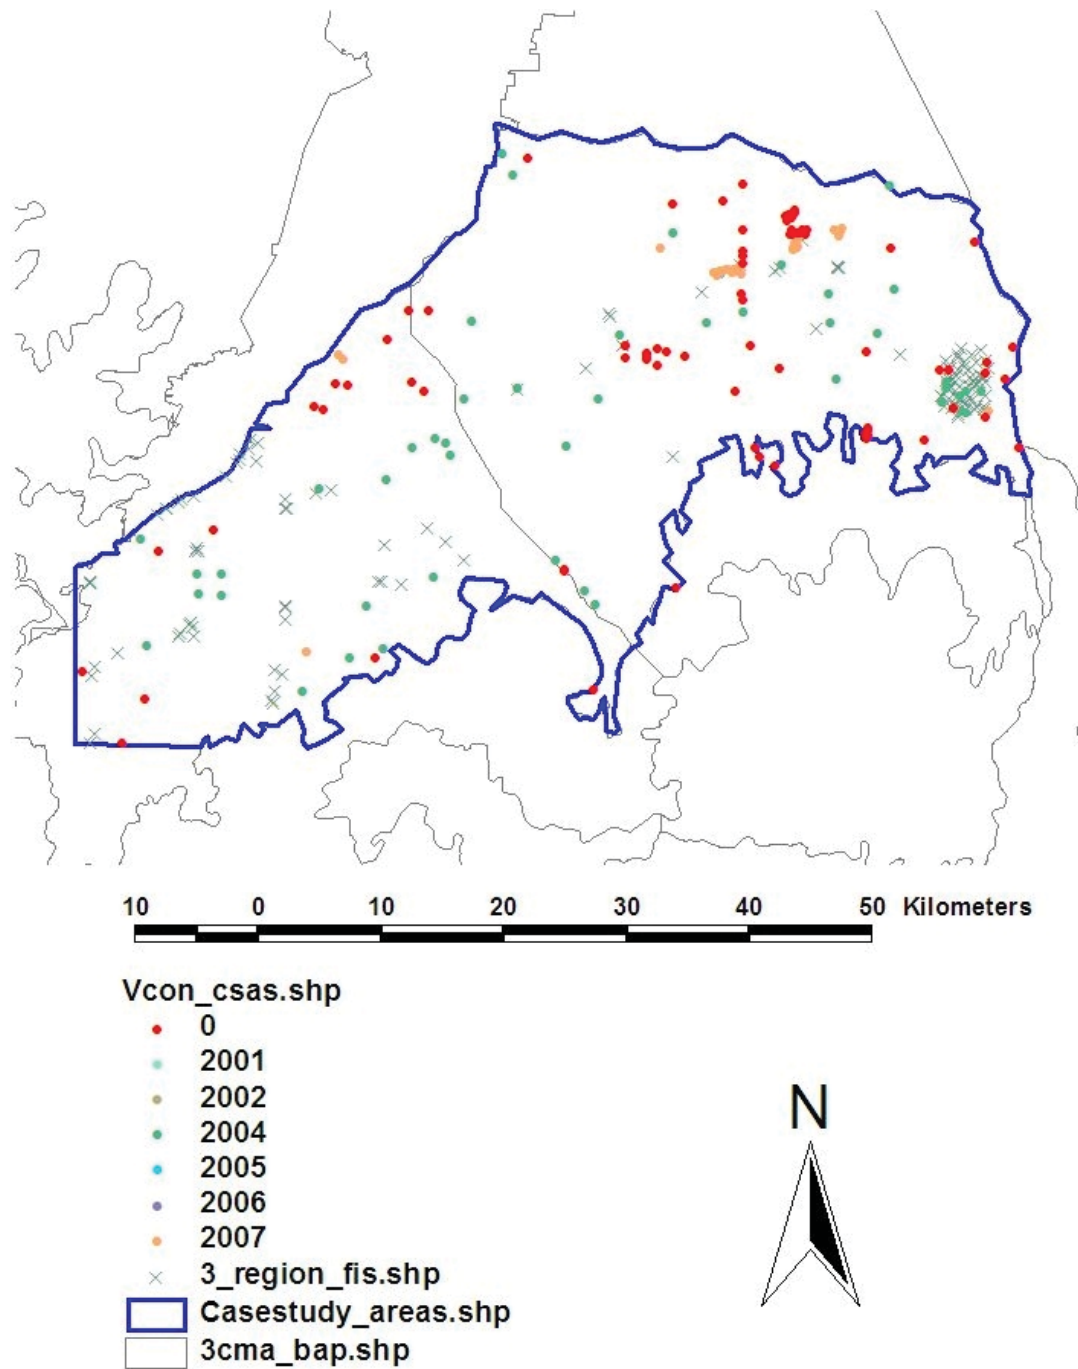 10 0 10 20 30 40 50 Kilometers
Vcon_csas.shp
0
2001
2002
2004
2005
2006
2007
3_region_fis.shp
Casestudy_areas.shp
3cma_bap.shp
N